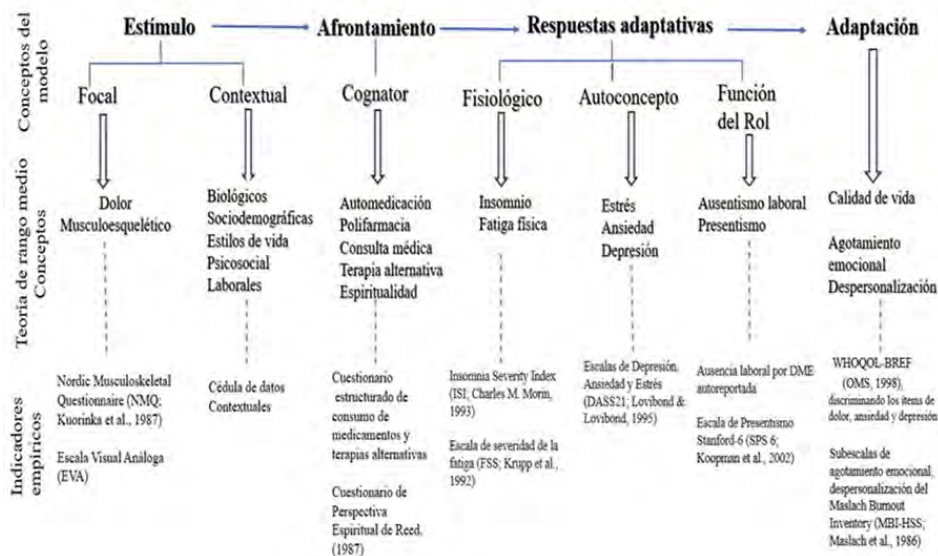 Conceptos del
modelo
Estímulo
Afrontamiento
Respuestas adaptativas
Adaptación
Focal
Contextual
Cognator
Fisiológico
Autoconcepto
Función
del Rol
Teoría de rango medio
Conceptos
Dolor
Musculoesquelético
Biológicos
Sociodemográficas
Estilos de vida
Psicosocial
Laborales
Automedicación
Polifarmacia
Consulta médica
Terapia alternativa
Espiritualidad
Insomnio
Fatiga física
Estrés
Ansiedad
Depresión
Ausentismo laboral
Presentismo
Calidad de vida
Agotamiento
emocional
Despersonalización
Indicadores
empíricos
Nordic Musculoskeletal
Questionnaire (NMQ;
Kuorinka et al., 1987)
Escala Visual Análoga
(EVA)
Cédula de datos
Contextuales
Cuestionario
estructurado de
consumo de
medicamentos y
terapias alternativas
Cuestionario de
Perspectiva
Espiritual de Reed,
(1987)
Insomnia Severity Index
(ISI; Charles M. Morin,
1993)
Escala de severidad de la
fatiga (FSS; Krupp et al.,
1992)
Escalas de Depresión,
Ansiedad y Estrés
(DASS21; Lovibond &
Lovibond, 1995)
Ausencia laboral por DME
autoreportada
Escala de Presentismo
Stanford-6 (SPS 6;
Koopman et al., 2002)
WHOQOL-BREF
(OMS, 1998),
discriminando los ítems de
dolor, ansiedad y depresión
Subescalas de
agotamiento emocional,
despersonalización del
Maslach Burnout
Inventory (MBI-HSS;
Maslach et al., 1986)